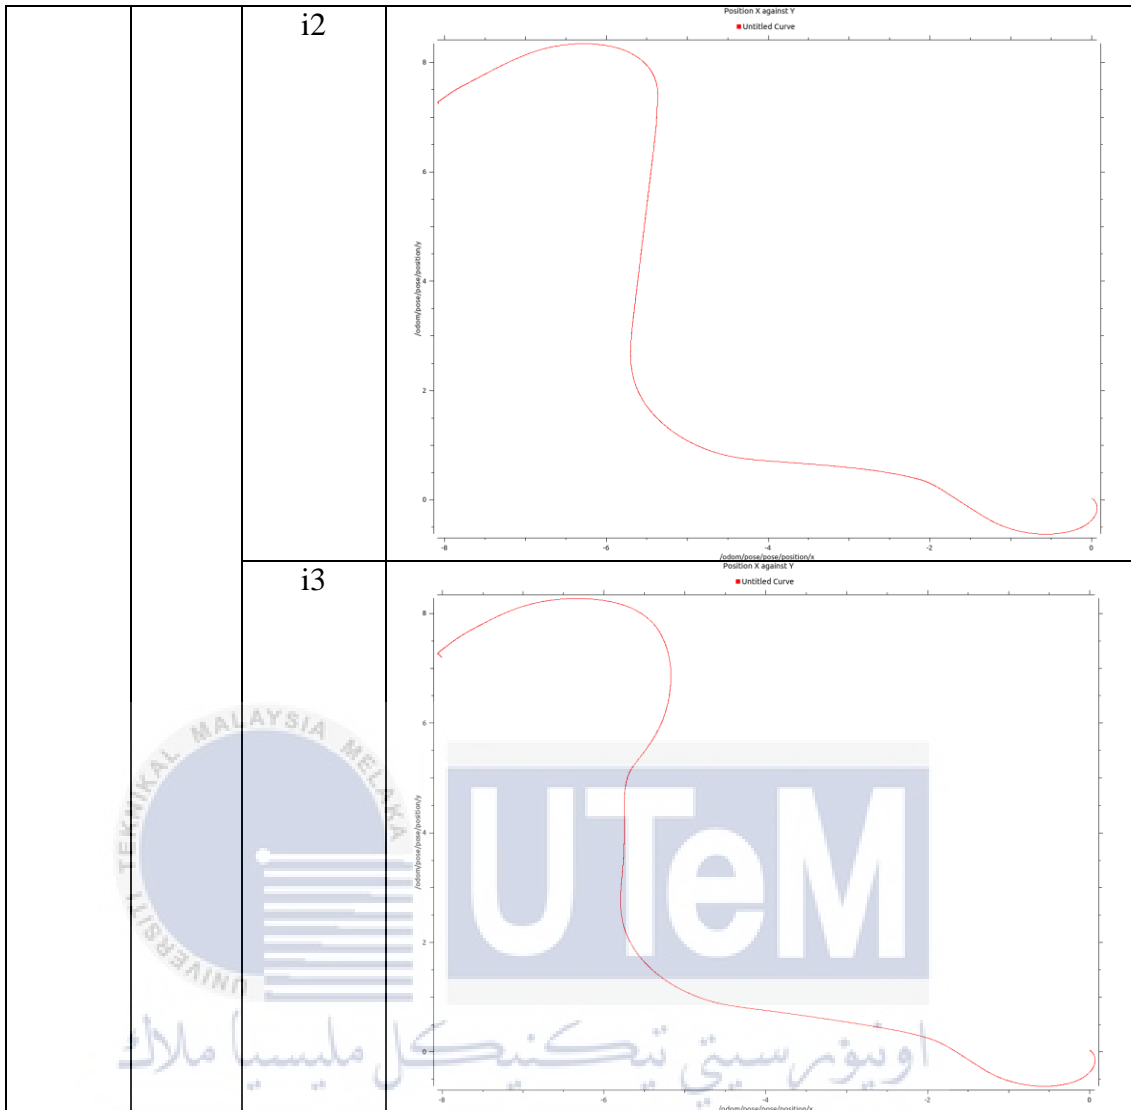 i2
Position X against Y
Untitled Curve
8
6
4
2
0
/odom/pose/pose/position/y
-8
-6
-4
-2
0
/odom/pose/pose/position/x
i3
Position X against Y
Untitled Curve
8
6
4
2
0
/odom/pose/pose/position/y
-8
-6
-4
-2
0
/odom/pose/pose/position/x
UNIVERSITI TEKNIKAL MALAYSIA MELAKA
UTeM
اونيۏرسيتي تيكنيكل مليسيا ملاك